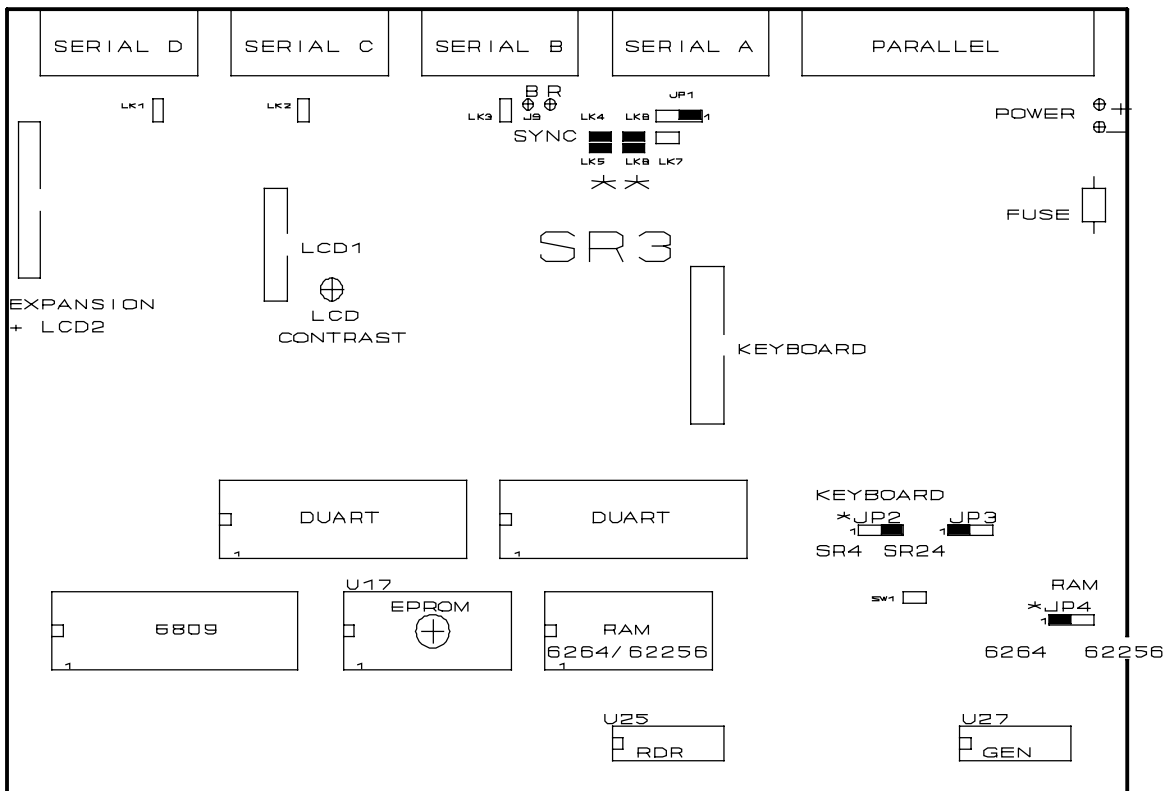 SERIAL D SERIAL C SERIAL B SERIAL A PARALLEL
LK1 LK2 LK3 B R JP1
J9 LK4 LK8 1 POWER +
SYNC −
LK5 LK6 LK7
* *
FUSE
SR3
LCD1
EXPANSION
+ LCD2
LCD
CONTRAST
KEYBOARD
KEYBOARD
DUART DUART *JP2 JP3
1 1
1 1
SR4 SR24
U17 RAM
EPROM SW1 *JP4
6809 RAM 1
6264/62256 6264 62256
1 1 1
U25 U27
RDR GEN